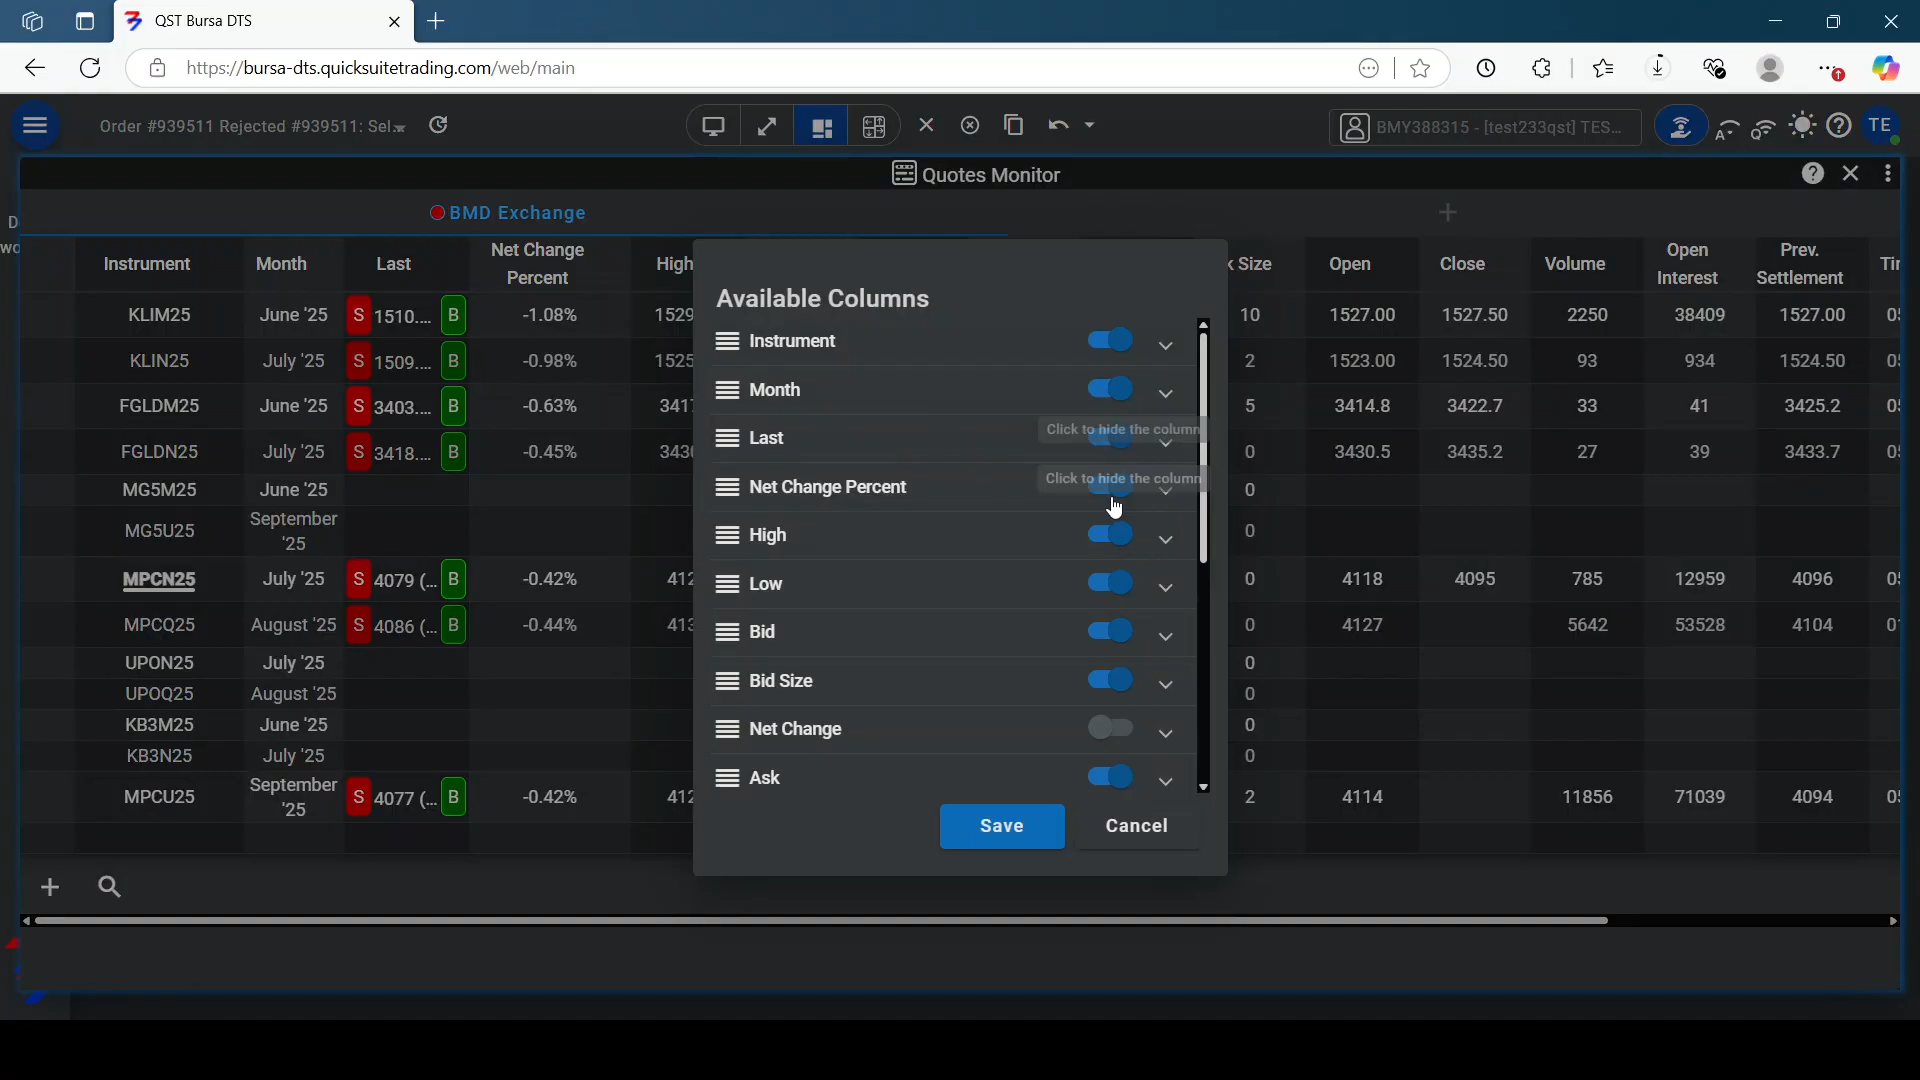 QST Bursa DTS
https://bursa-dts.quicksuitetrading.com/web/main
Order #939511 Rejected #939511: Sel...
BMY388315 - [test233qst] TES...
A Q TE
Quotes Monitor
BMD Exchange
Instrument Month Last Net Change Percent High Size Open Close Volume Open Interest Prev. Settlement
KLIM25 June '25 S 1510.... B -1.08% 1529 10 1527.00 1527.50 2250 38409 1527.00
KLIN25 July '25 S 1509.... B -0.98% 1525 2 1523.00 1524.50 93 934 1524.50
FGLDM25 June '25 S 3403.... B -0.63% 3417 5 3414.8 3422.7 33 41 3425.2
FGLDN25 July '25 S 3418.... B -0.45% 3430 0 3430.5 3435.2 27 39 3433.7
MG5M25 June '25 0
MG5U25 September '25 0
MPCN25 July '25 S 4079 (... B -0.42% 412 0 4118 4095 785 12959 4096
MPCQ25 August '25 S 4086 (... B -0.44% 413 0 4127 5642 53528 4104
UPON25 July '25 0
UPOQ25 August '25 0
KB3M25 June '25 0
KB3N25 July '25 0
MPCU25 September '25 S 4077 (... B -0.42% 412 2 4114 11856 71039 4094
Available Columns
Instrument
Month
Click to hide the column
Last
Click to hide the column
Net Change Percent
High
Low
Bid
Bid Size
Net Change
Ask
Save Cancel